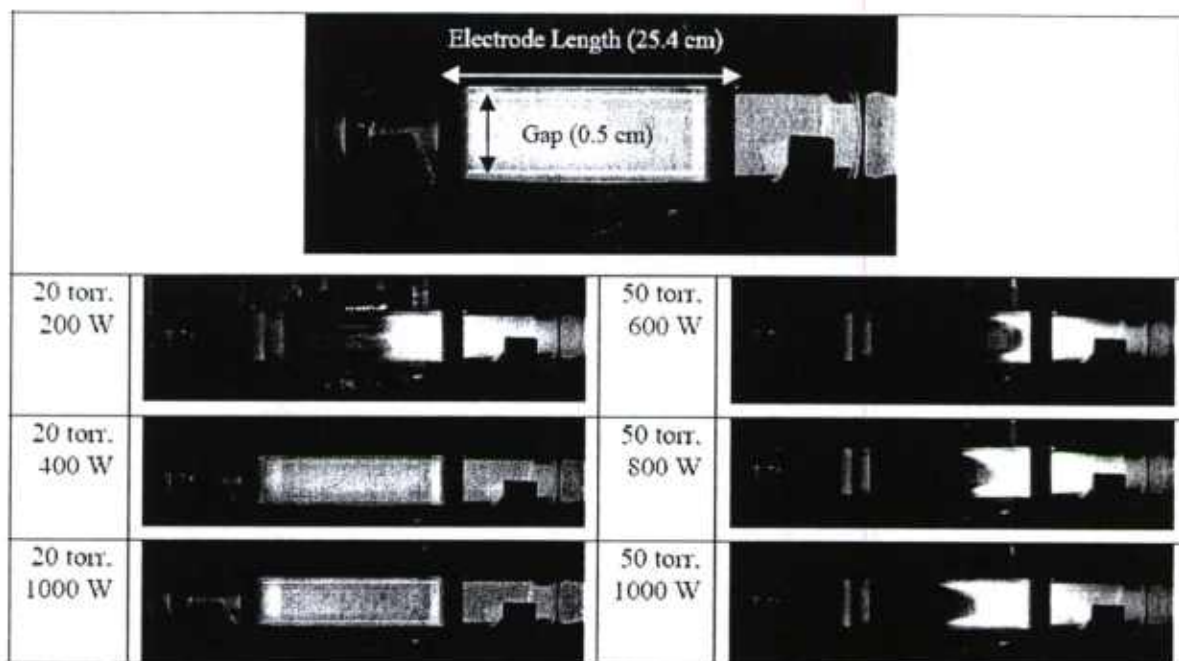 Electrode Length (25.4 cm)
Gap (0.5 cm)
20 torr.
200 W
50 torr.
600 W
20 torr.
400 W
50 torr.
800 W
20 torr.
1000 W
50 torr.
1000 W